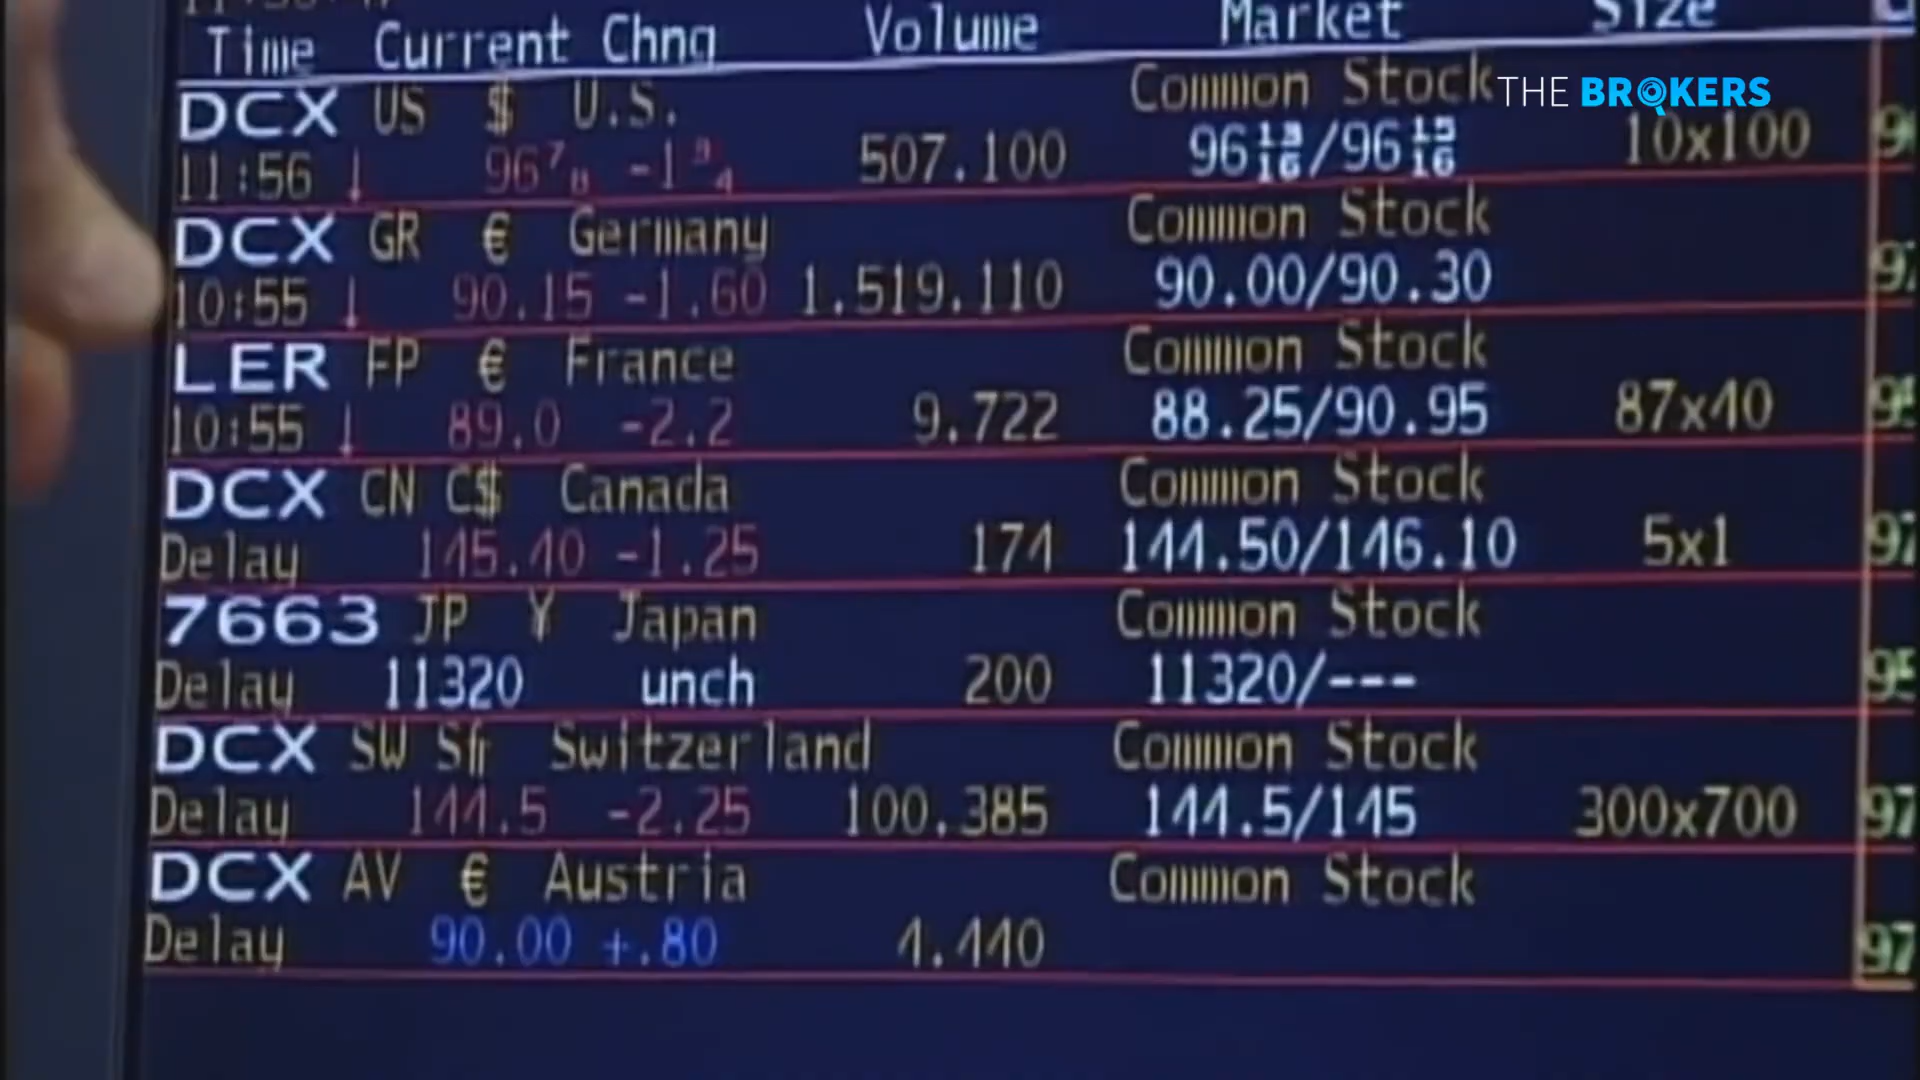 Time Current Chng Volume Market Size
THE BROKERS
DCX US $ U.S. Common Stock
11:56 ↓ 96 7/8 -1 3/4 507.100 96 13/16/96 15/16 10x100
DCX GR € Germany Common Stock
10:55 ↓ 90.15 -1.60 1.519.110 90.00/90.30
LER FP € France Common Stock
10:55 ↓ 89.0 -2.2 9.722 88.25/90.95 87x40
DCX CN C$ Canada Common Stock
Delay 145.40 -1.25 174 144.50/146.10 5x1
7663 JP ¥ Japan Common Stock
Delay 11320 unch 200 11320/---
DCX SW Sfr Switzerland Common Stock
Delay 144.5 -2.25 100.385 144.5/145 300x700
DCX AV € Austria Common Stock
Delay 90.00 +.80 4.440